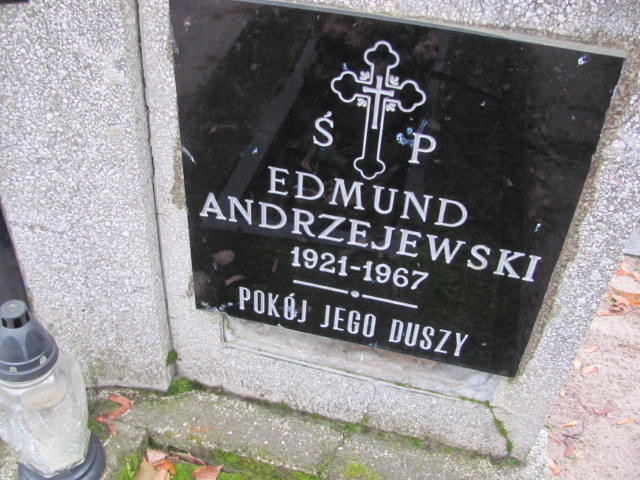 Ś P
EDMUND
ANDRZEJEWSKI
1921-1967
POKÓJ JEGO DUSZY